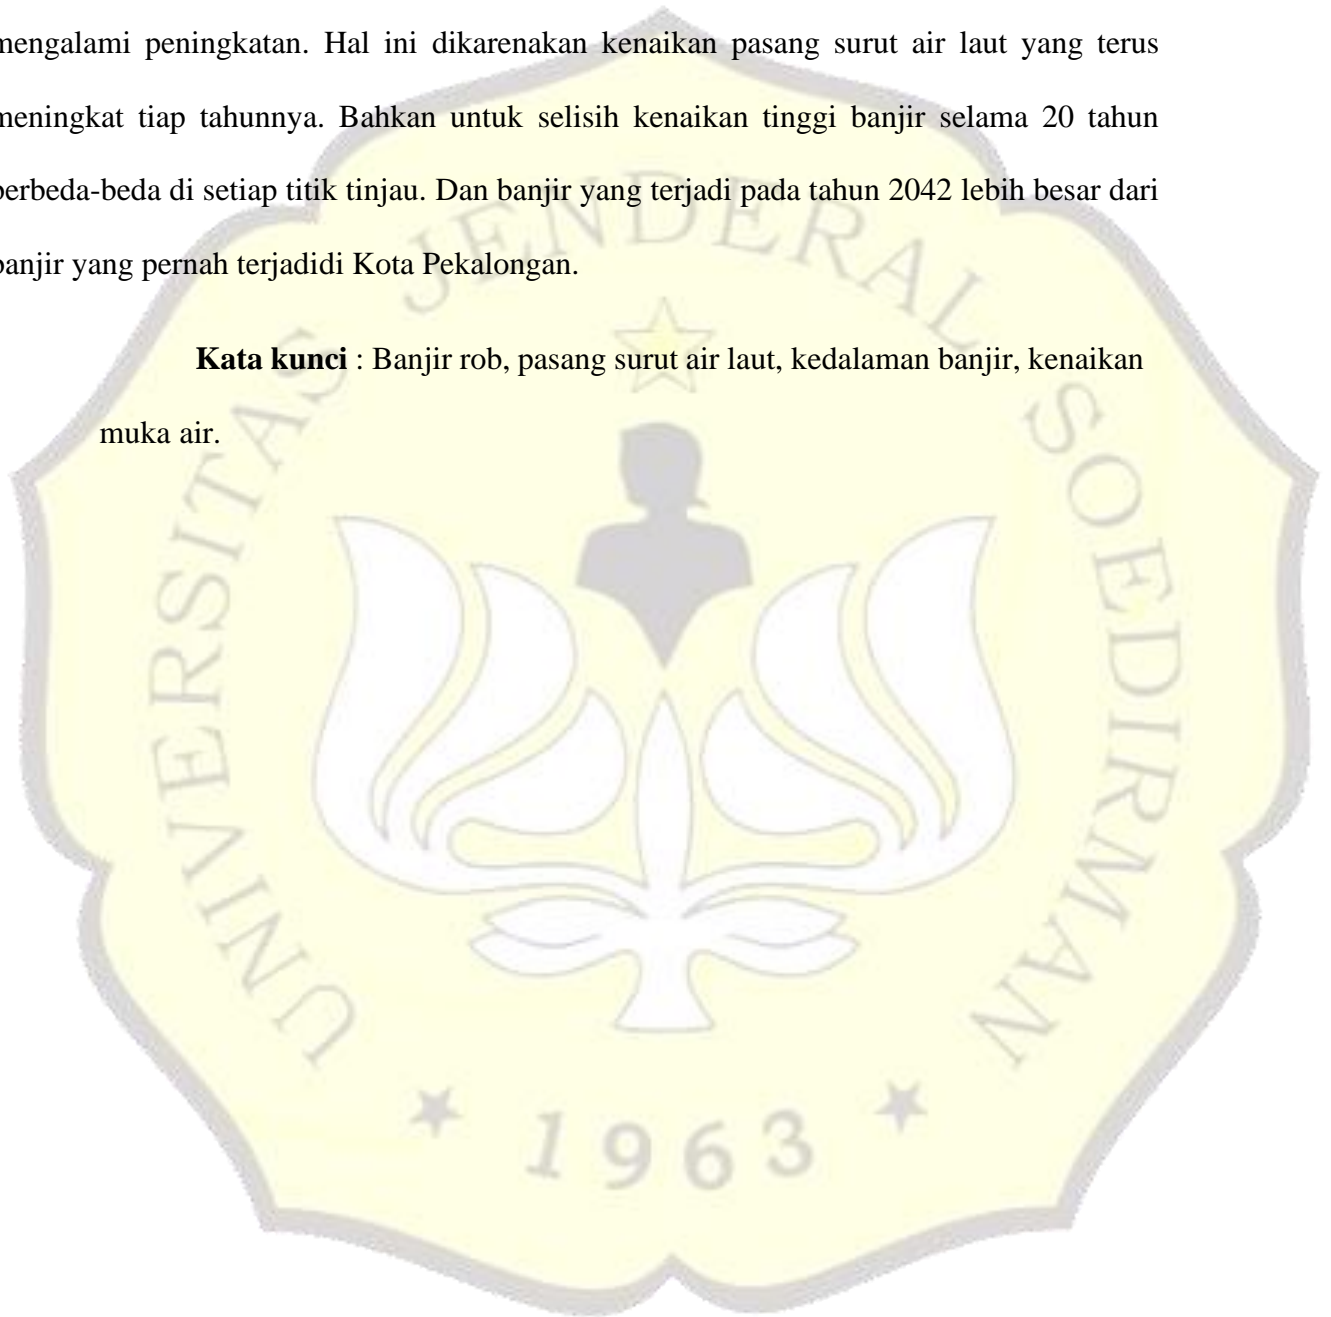 mengalami peningkatan. Hal ini dikarenakan kenaikan pasang surut air laut yang terus
meningkat tiap tahunnya. Bahkan untuk selisih kenaikan tinggi banjir selama 20 tahun
berbeda-beda di setiap titik tinjau. Dan banjir yang terjadi pada tahun 2042 lebih besar dari
banjir yang pernah terjadidi Kota Pekalongan.
Kata kunci : Banjir rob, pasang surut air laut, kedalaman banjir, kenaikan
muka air.
UNIVERSITAS JENDERAL SOEDIRMAN
1963